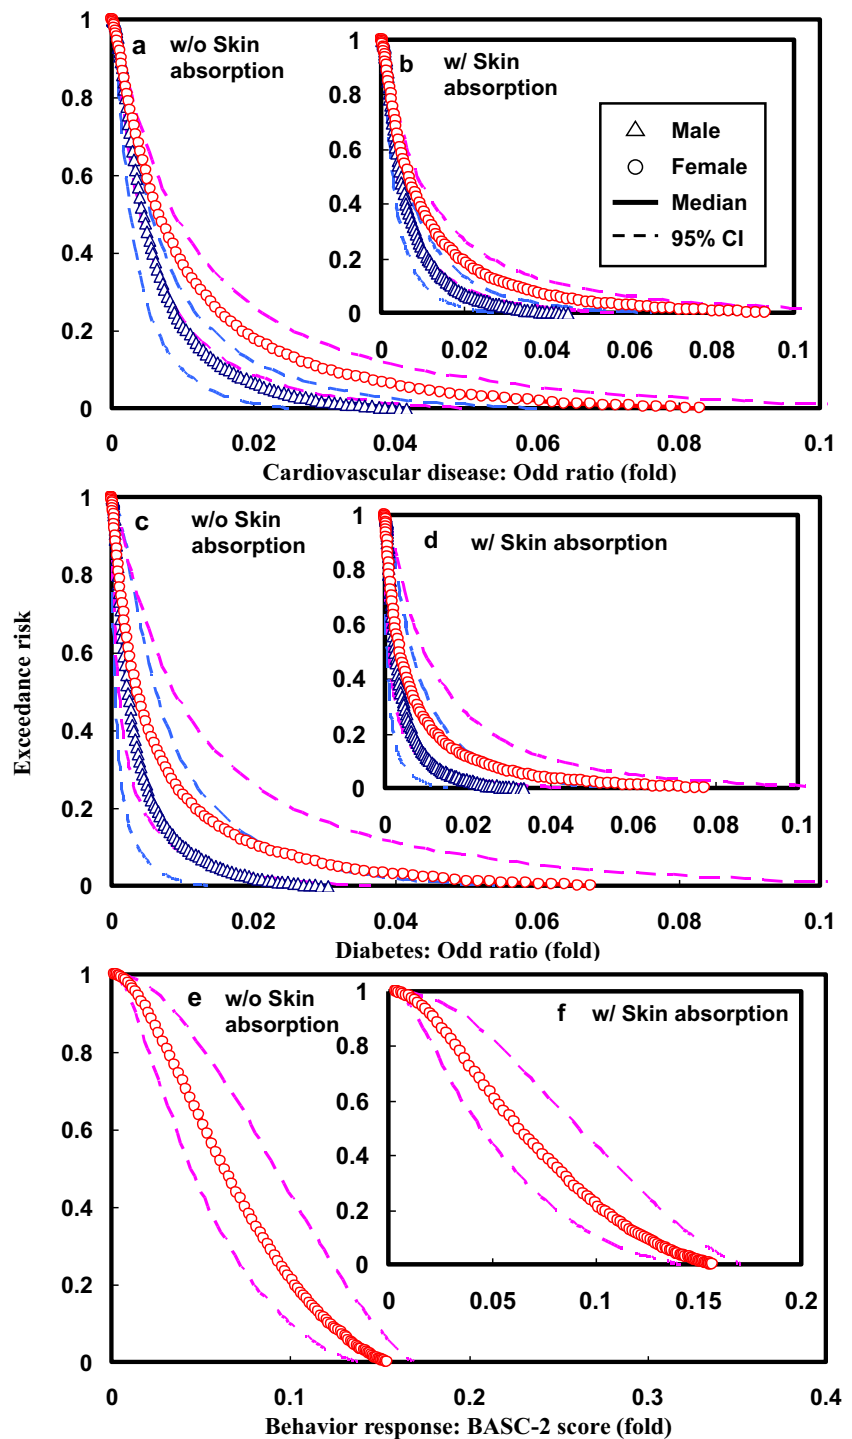 a
w/o Skin
absorption
1
0.8
0.6
0.4
0.2
0
0
0.02
0.04
0.06
0.08
0.1
Cardiovascular disease: Odd ratio (fold)
b
w/ Skin
absorption
1
0.8
0.6
0.4
0.2
0
0
0.02
0.04
0.06
0.08
0.1
Male
Female
Median
95% CI
Exceedance risk
c
w/o Skin
absorption
1
0.8
0.6
0.4
0.2
0
0
0.02
0.04
0.06
0.08
0.1
Diabetes: Odd ratio (fold)
d
w/ Skin absorption
1
0.8
0.6
0.4
0.2
0
0
0.02
0.04
0.06
0.08
0.1
e
w/o Skin
absorption
1
0.8
0.6
0.4
0.2
0
0
0.1
0.2
0.3
0.4
Behavior response: BASC-2 score (fold)
f
w/ Skin absorption
1
0.8
0.6
0.4
0.2
0
0
0.05
0.1
0.15
0.2